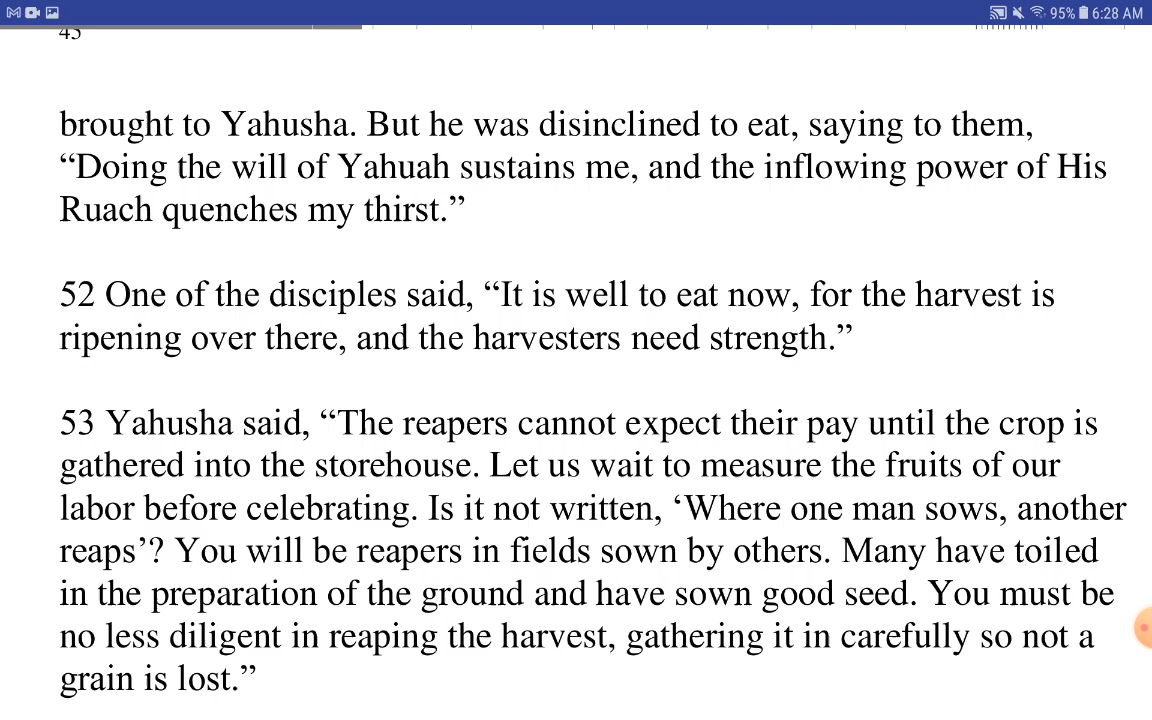 95% 6:28 AM
45
brought to Yahusha. But he was disinclined to eat, saying to them,
“Doing the will of Yahuah sustains me, and the inflowing power of His
Ruach quenches my thirst.”
52 One of the disciples said, “It is well to eat now, for the harvest is
ripening over there, and the harvesters need strength.”
53 Yahusha said, “The reapers cannot expect their pay until the crop is
gathered into the storehouse. Let us wait to measure the fruits of our
labor before celebrating. Is it not written, ‘Where one man sows, another
reaps’? You will be reapers in fields sown by others. Many have toiled
in the preparation of the ground and have sown good seed. You must be
no less diligent in reaping the harvest, gathering it in carefully so not a
grain is lost.”